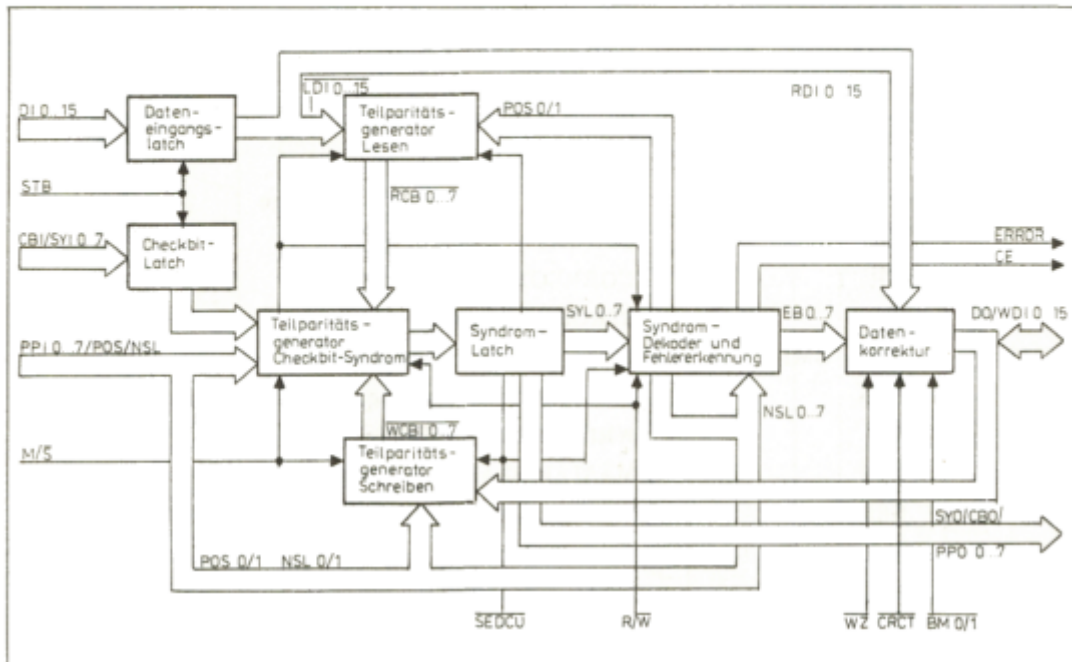 DI 0...15
Daten-
eingangs-
latch
STB
CBI/SYI 0...7
Checkbit-
Latch
PPI 0...7/POS/NSL
M/S̅
LDI 0...15
Teilparitäts-
generator
Lesen
POS 0/1
RDI 0...15
RCB 0...7
Teilparitäts-
generator
Checkbit-Syndrom
Syndrom-
Latch
SYL 0...7
Syndrom-
Dekoder und
Fehlererkennung
EB 0...7
Daten-
korrektur
ERROR
CE
DO/WDI 0...15
NSL 0...7
WCBI 0...7
Teilparitäts-
generator
Schreiben
POS 0/1 NSL 0/1
SYO/CBO/
PPO 0...7
SEDCU
R/W̅
WZ
CRCT
BM 0/1